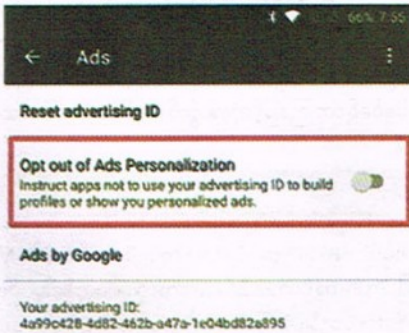 66% 7:55
Ads
Reset advertising ID
Opt out of Ads Personalization
Instruct apps not to use your advertising ID to build
profiles or show you personalized ads.
Ads by Google
Your advertising ID:
4a99c428-4d82-462b-a47a-1e04bd82a895